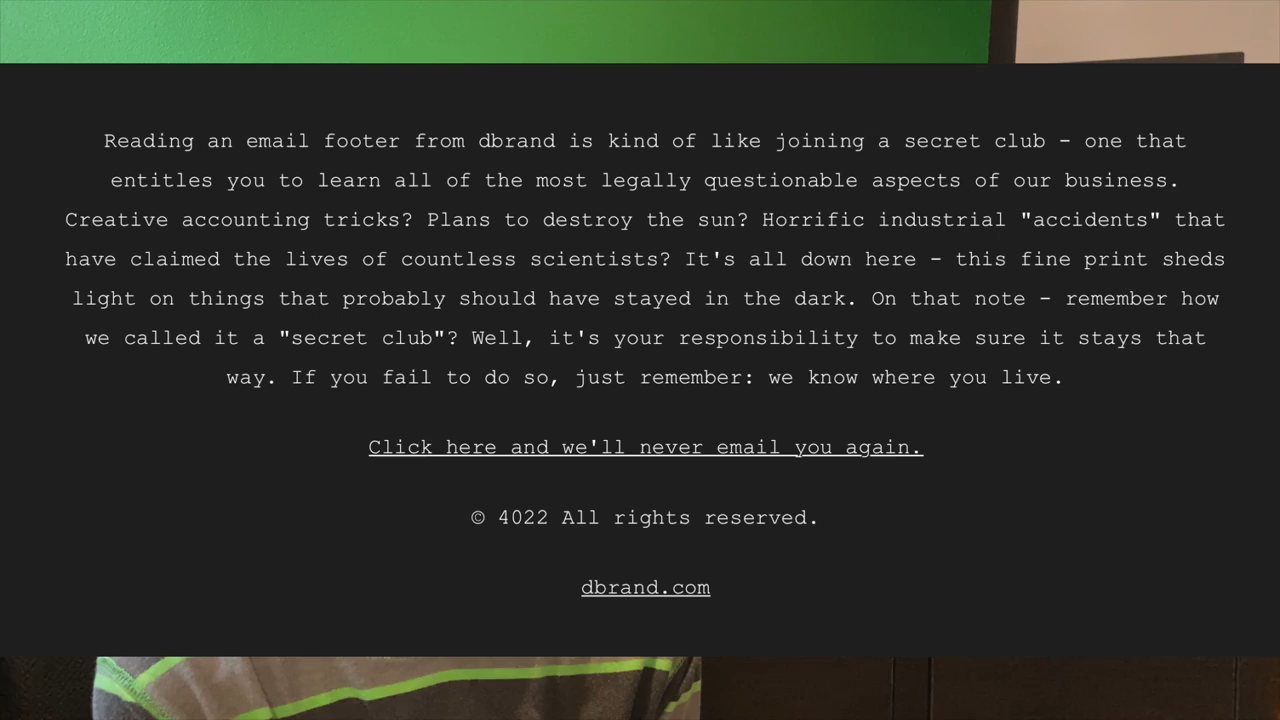 Reading an email footer from dbrand is kind of like joining a secret club - one that
entitles you to learn all of the most legally questionable aspects of our business.
Creative accounting tricks? Plans to destroy the sun? Horrific industrial "accidents" that
have claimed the lives of countless scientists? It's all down here - this fine print sheds
light on things that probably should have stayed in the dark. On that note - remember how
we called it a "secret club"? Well, it's your responsibility to make sure it stays that
way. If you fail to do so, just remember: we know where you live.
Click here and we'll never email you again.
© 4022 All rights reserved.
dbrand.com